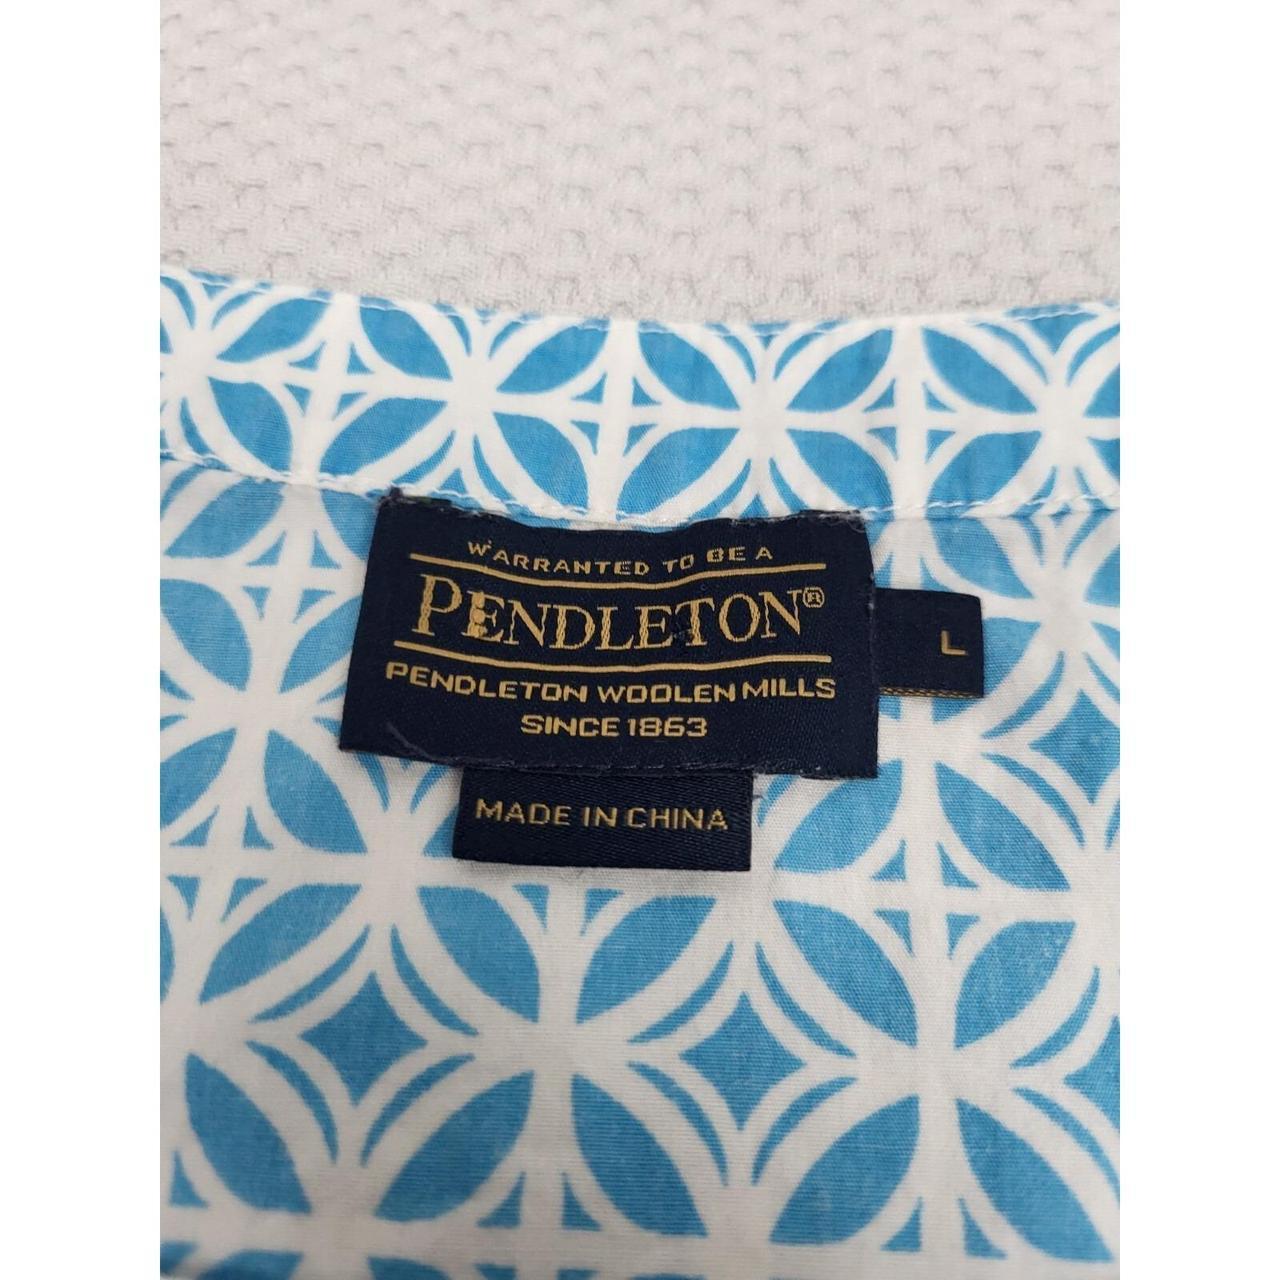 WARRANTED TO BE A
PENDLETON®
PENDLETON WOOLEN MILLS
SINCE 1863
L
MADE IN CHINA